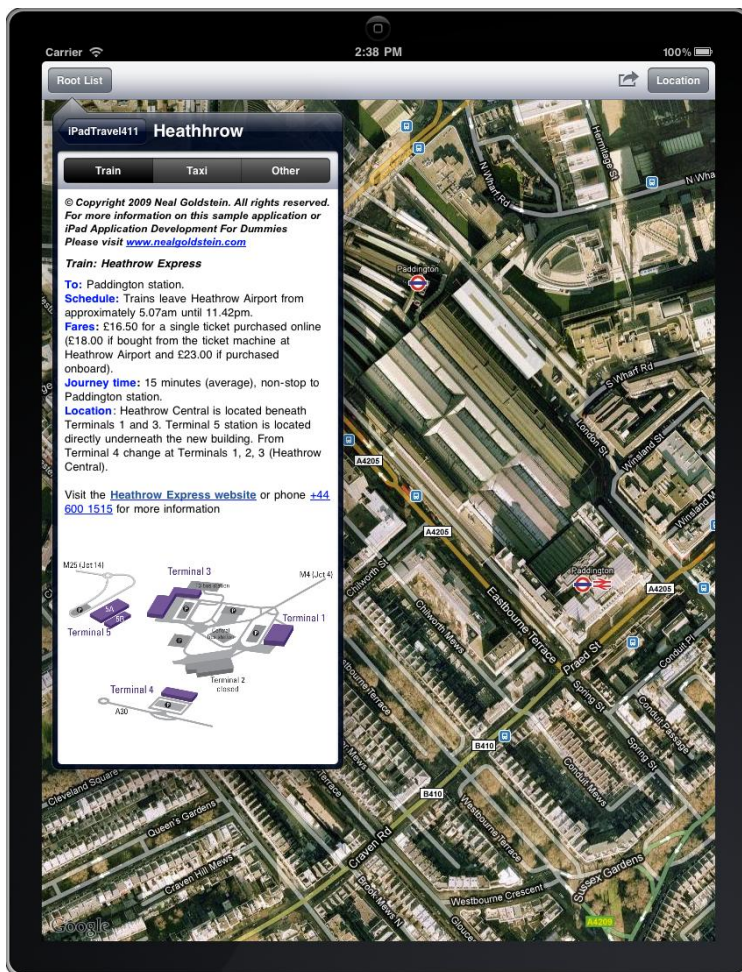 Carrier
2:38 PM
100%
Root List
Location
iPadTravel411
Heathhrow
Train
Taxi
Other
© Copyright 2009 Neal Goldstein. All rights reserved.
For more information on this sample application or
iPad Application Development For Dummies
Please visit www.nealgoldstein.com
Train: Heathrow Express
To: Paddington station.
Schedule: Trains leave Heathrow Airport from
approximately 5.07am until 11.42pm.
Fares: £16.50 for a single ticket purchased online
(£18.00 if bought from the ticket machine at
Heathrow Airport and £23.00 if purchased
onboard).
Journey time: 15 minutes (average), non-stop to
Paddington station.
Location: Heathrow Central is located beneath
Terminals 1 and 3. Terminal 5 station is located
directly underneath the new building. From
Terminal 4 change at Terminals 1, 2, 3 (Heathrow
Central).
Visit the Heathrow Express website or phone +44
600 1515 for more information
M25 (Jct 14)
Terminal 3
M4 (Jct 4)
5A
5B
Terminal 5
Terminal 1
Central
Terminal 2
closed
Terminal 4
A30
P
P
P
P
P
P
P
Hermitage St
N Wharf Rd
N Wha
Paddington
S Wharf Rd
London St
Winsland St
Winsland M
A4205
A4205
A4205
Paddington
Chilworth St
Chilworth Mews
Eastbourne Terrace
Praed St
Conduit Pl
Spring St
Conduit Passage
Spring St
Conduit Mews
Westbourne Terrace
B410
B410
Westbourne Terrace
Cleveland Square
Queen's Gardens
Craven Hill Mews
Craven Rd
Brook Mews N
Westbourne Crescent
Glouce
Sussex Gardens
A4209
Google